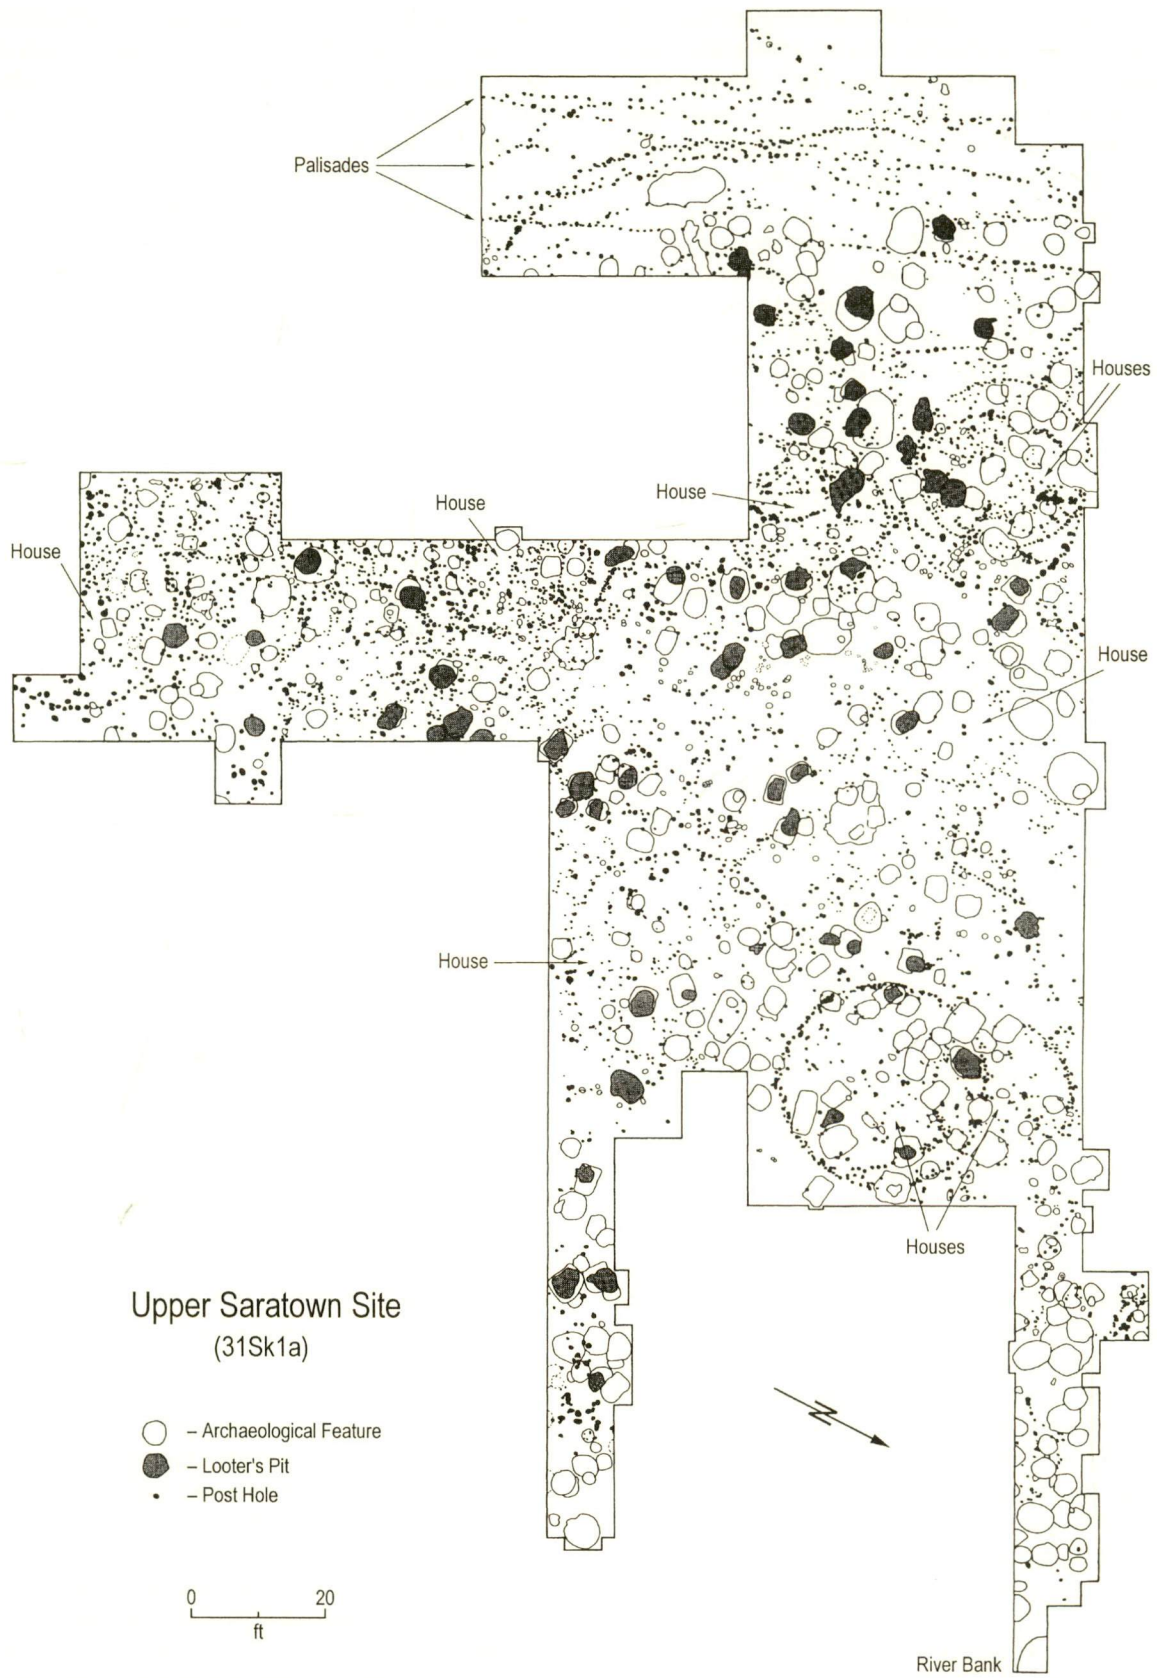 Palisades
Houses
House
House
House
House
House
Houses
Upper Saratown Site
(31Sk1a)
– Archaeological Feature
– Looter's Pit
– Post Hole
N
0 20
ft
River Bank